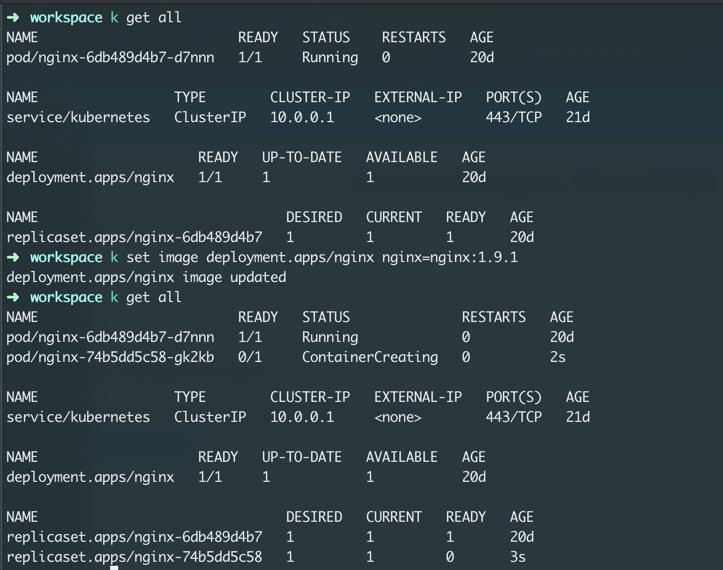 ➜ workspace k get all
NAME READY STATUS RESTARTS AGE
pod/nginx-6db489d4b7-d7nnn 1/1 Running 0 20d
NAME TYPE CLUSTER-IP EXTERNAL-IP PORT(S) AGE
service/kubernetes ClusterIP 10.0.0.1 <none> 443/TCP 21d
NAME READY UP-TO-DATE AVAILABLE AGE
deployment.apps/nginx 1/1 1 1 20d
NAME DESIRED CURRENT READY AGE
replicaset.apps/nginx-6db489d4b7 1 1 1 20d
➜ workspace k set image deployment.apps/nginx nginx=nginx:1.9.1
deployment.apps/nginx image updated
➜ workspace k get all
NAME READY STATUS RESTARTS AGE
pod/nginx-6db489d4b7-d7nnn 1/1 Running 0 20d
pod/nginx-74b5dd5c58-gk2kb 0/1 ContainerCreating 0 2s
NAME TYPE CLUSTER-IP EXTERNAL-IP PORT(S) AGE
service/kubernetes ClusterIP 10.0.0.1 <none> 443/TCP 21d
NAME READY UP-TO-DATE AVAILABLE AGE
deployment.apps/nginx 1/1 1 1 20d
NAME DESIRED CURRENT READY AGE
replicaset.apps/nginx-6db489d4b7 1 1 1 20d
replicaset.apps/nginx-74b5dd5c58 1 1 0 3s